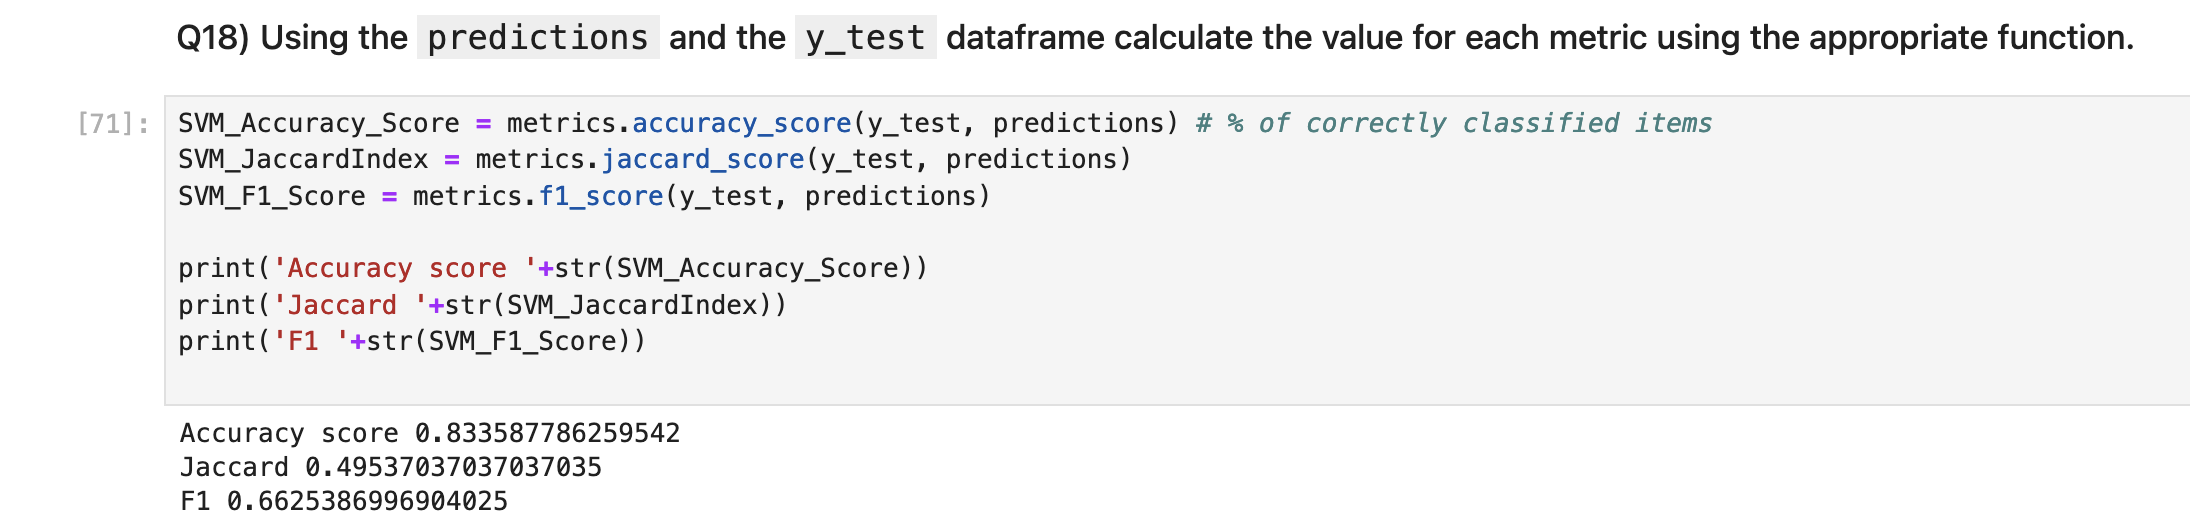 Q18) Using the predictions and the y_test dataframe calculate the value for each metric using the appropriate function.
[71]:
SVM_Accuracy_Score = metrics.accuracy_score(y_test, predictions) # % of correctly classified items
SVM_JaccardIndex = metrics.jaccard_score(y_test, predictions)
SVM_F1_Score = metrics.f1_score(y_test, predictions)
print('Accuracy score '+str(SVM_Accuracy_Score))
print('Jaccard '+str(SVM_JaccardIndex))
print('F1 '+str(SVM_F1_Score))
Accuracy score 0.833587786259542
Jaccard 0.49537037037037035
F1 0.6625386996904025